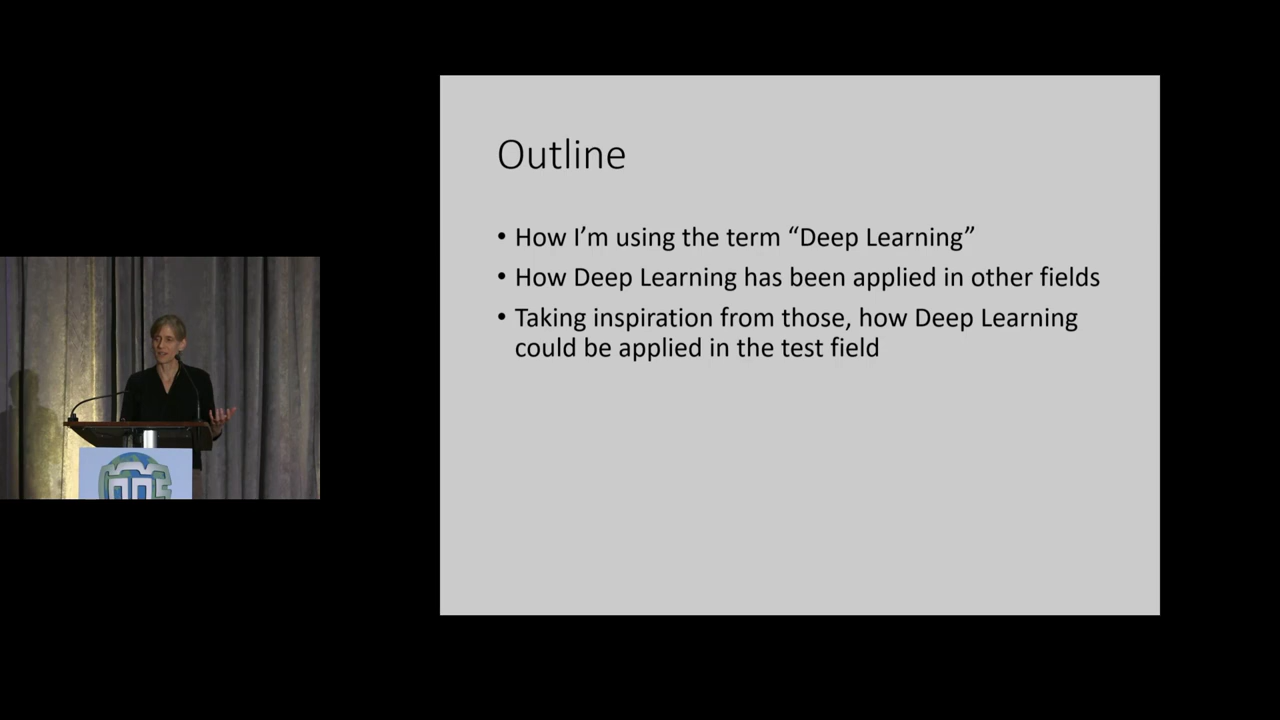 Outline
• How I’m using the term “Deep Learning”
• How Deep Learning has been applied in other fields
• Taking inspiration from those, how Deep Learning
could be applied in the test field